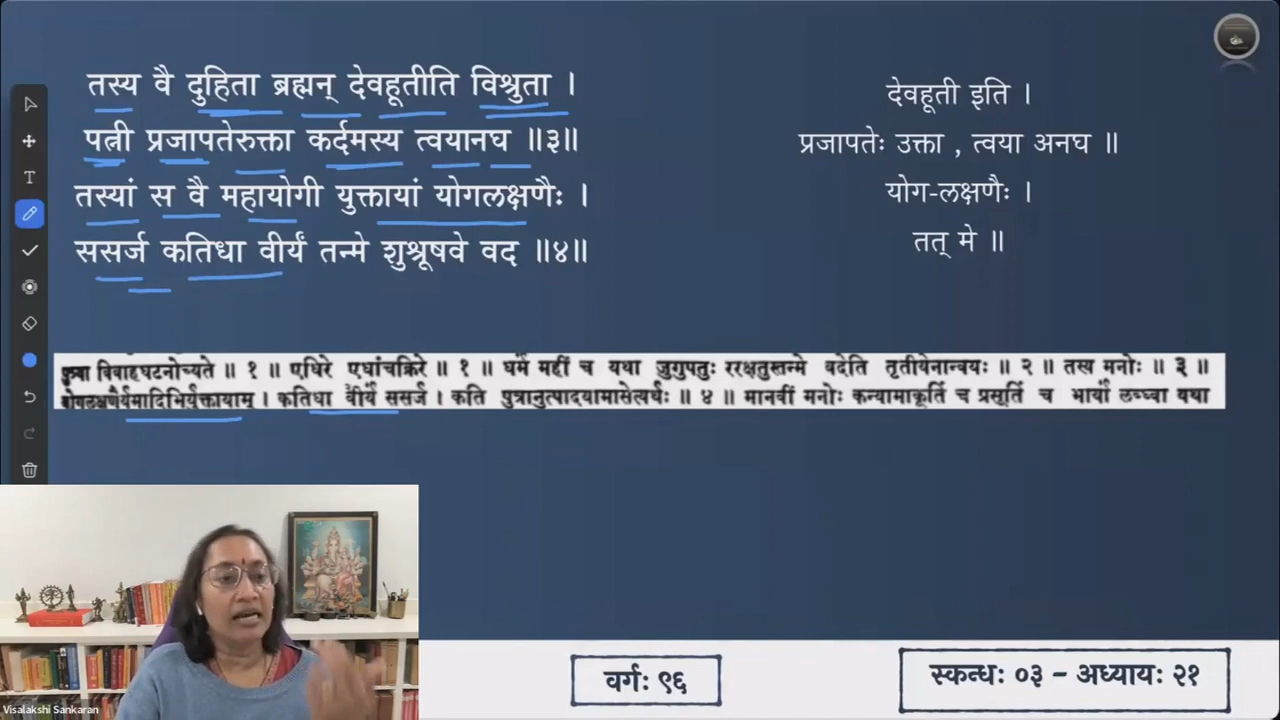 तस्य वै दुहिता ब्रह्मन् देवहूतीति विश्रुता ।
पत्नी प्रजापतेरुक्ता कर्दमस्य त्वयानघ ॥३॥
तस्यां स वै महायोगी युक्तायां योगलक्षणैः ।
ससर्ज कतिधा वीर्यं तन्मे शुश्रूषवे वद ॥४॥
देवहूती इति ।
प्रजापतेः उक्ता , त्वया अनघ ॥
योग-लक्षणैः ।
तत् मे ॥
विवाहघटनोच्यते ॥ १ ॥ एधिरे एधांचक्रिरे ॥ १ ॥ धर्मं महीं च यथा जुगुपतुः ररक्षतुस्तन्मे वदेति तृतीयेनान्वयः ॥ २ ॥ तस्य मनोः ॥ ३ ॥
योगलक्षणैर्यमादिभिर्युक्तायाम् । कतिधा वीर्यं ससर्ज । कति पुत्रानुत्पादयामासेत्यर्थः ॥ ४ ॥ मानवीं मनोः कन्यामाकूतिं च प्रसूतिं च भार्यां लब्ध्वा यथा
T
Visalakshi Sankaran
वर्गः ९६
स्कन्धः ०३ - अध्यायः २१